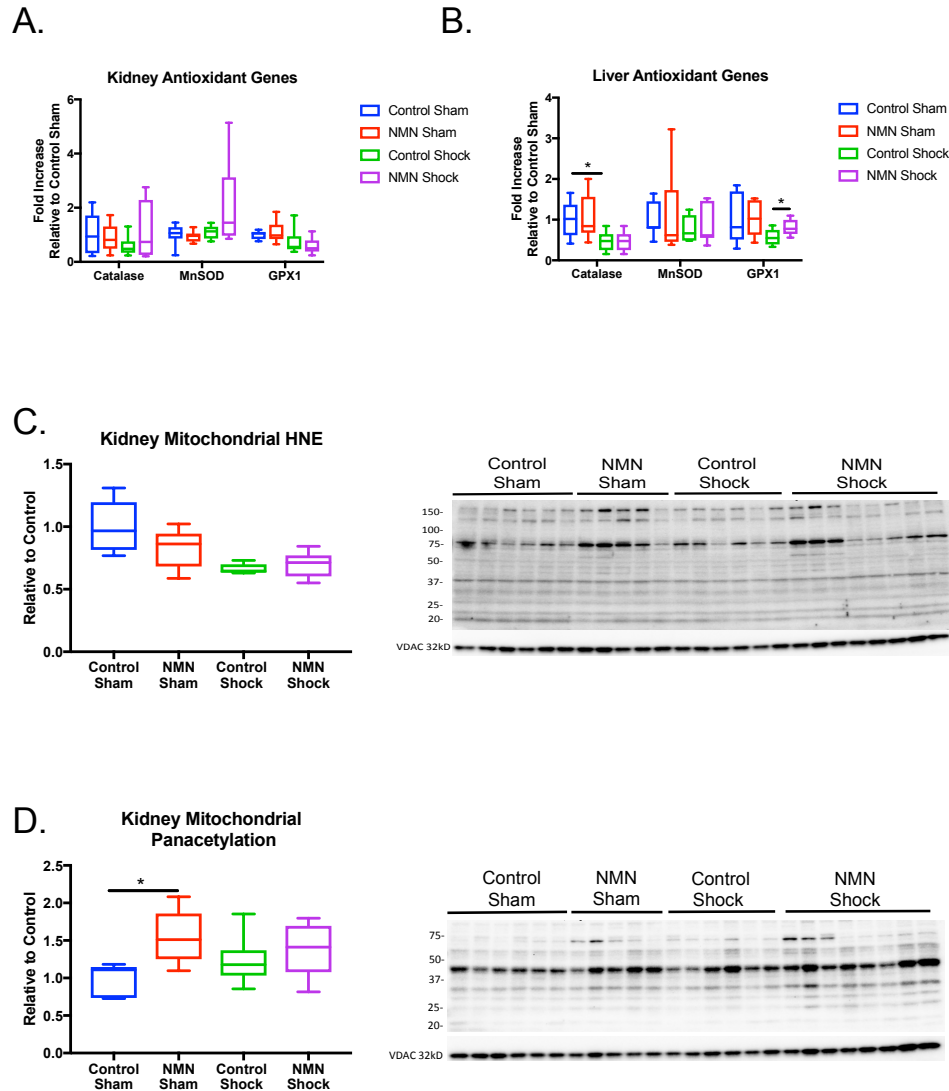 A.
Kidney Antioxidant Genes
Fold Increase
Relative to Control Sham
6
4
2
0
Catalase
MnSOD
GPX1
Control Sham
NMN Sham
Control Shock
NMN Shock
B.
Liver Antioxidant Genes
Fold Increase
Relative to Control Sham
4
3
2
1
0
*
*
Catalase
MnSOD
GPX1
Control Sham
NMN Sham
Control Shock
NMN Shock
C.
Kidney Mitochondrial HNE
Relative to Control
1.5
1.0
0.5
0.0
Control
Sham
NMN
Sham
Control
Shock
NMN
Shock
Control
Sham
NMN
Sham
Control
Shock
NMN
Shock
150-
100-
75-
50-
37-
25-
20-
VDAC 32kD
D.
Kidney Mitochondrial
Panacetylation
Relative to Control
2.5
2.0
1.5
1.0
0.5
0.0
*
Control
Sham
NMN
Sham
Control
Shock
NMN
Shock
Control
Sham
NMN
Sham
Control
Shock
NMN
Shock
75-
50-
37-
25-
20-
VDAC 32kD